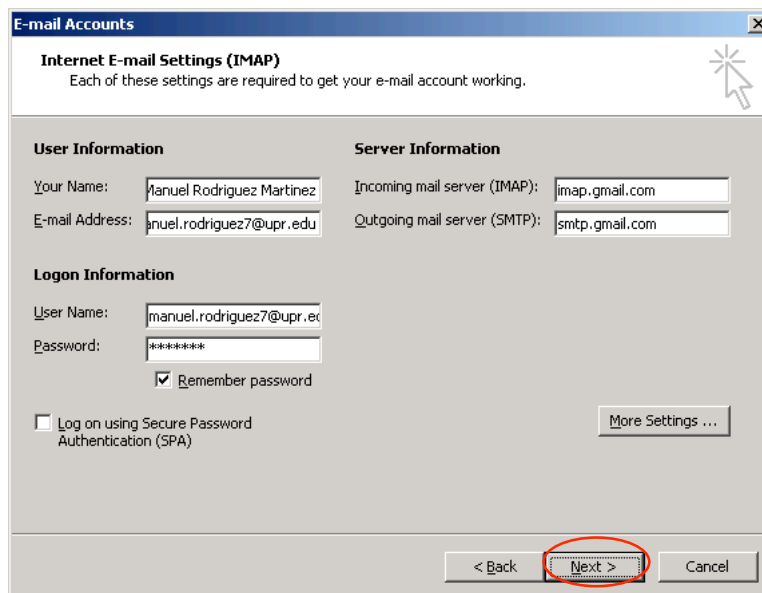 E-mail Accounts
Internet E-mail Settings (IMAP)
Each of these settings are required to get your e-mail account working.
User Information
Your Name: Manuel Rodriguez Martinez
E-mail Address: anuel.rodriguez7@upr.edu
Logon Information
User Name: manuel.rodriguez7@upr.ec
Password: *******
Remember password
Log on using Secure Password
Authentication (SPA)
Server Information
Incoming mail server (IMAP): imap.gmail.com
Outgoing mail server (SMTP): smtp.gmail.com
More Settings ...
< Back
Next >
Cancel